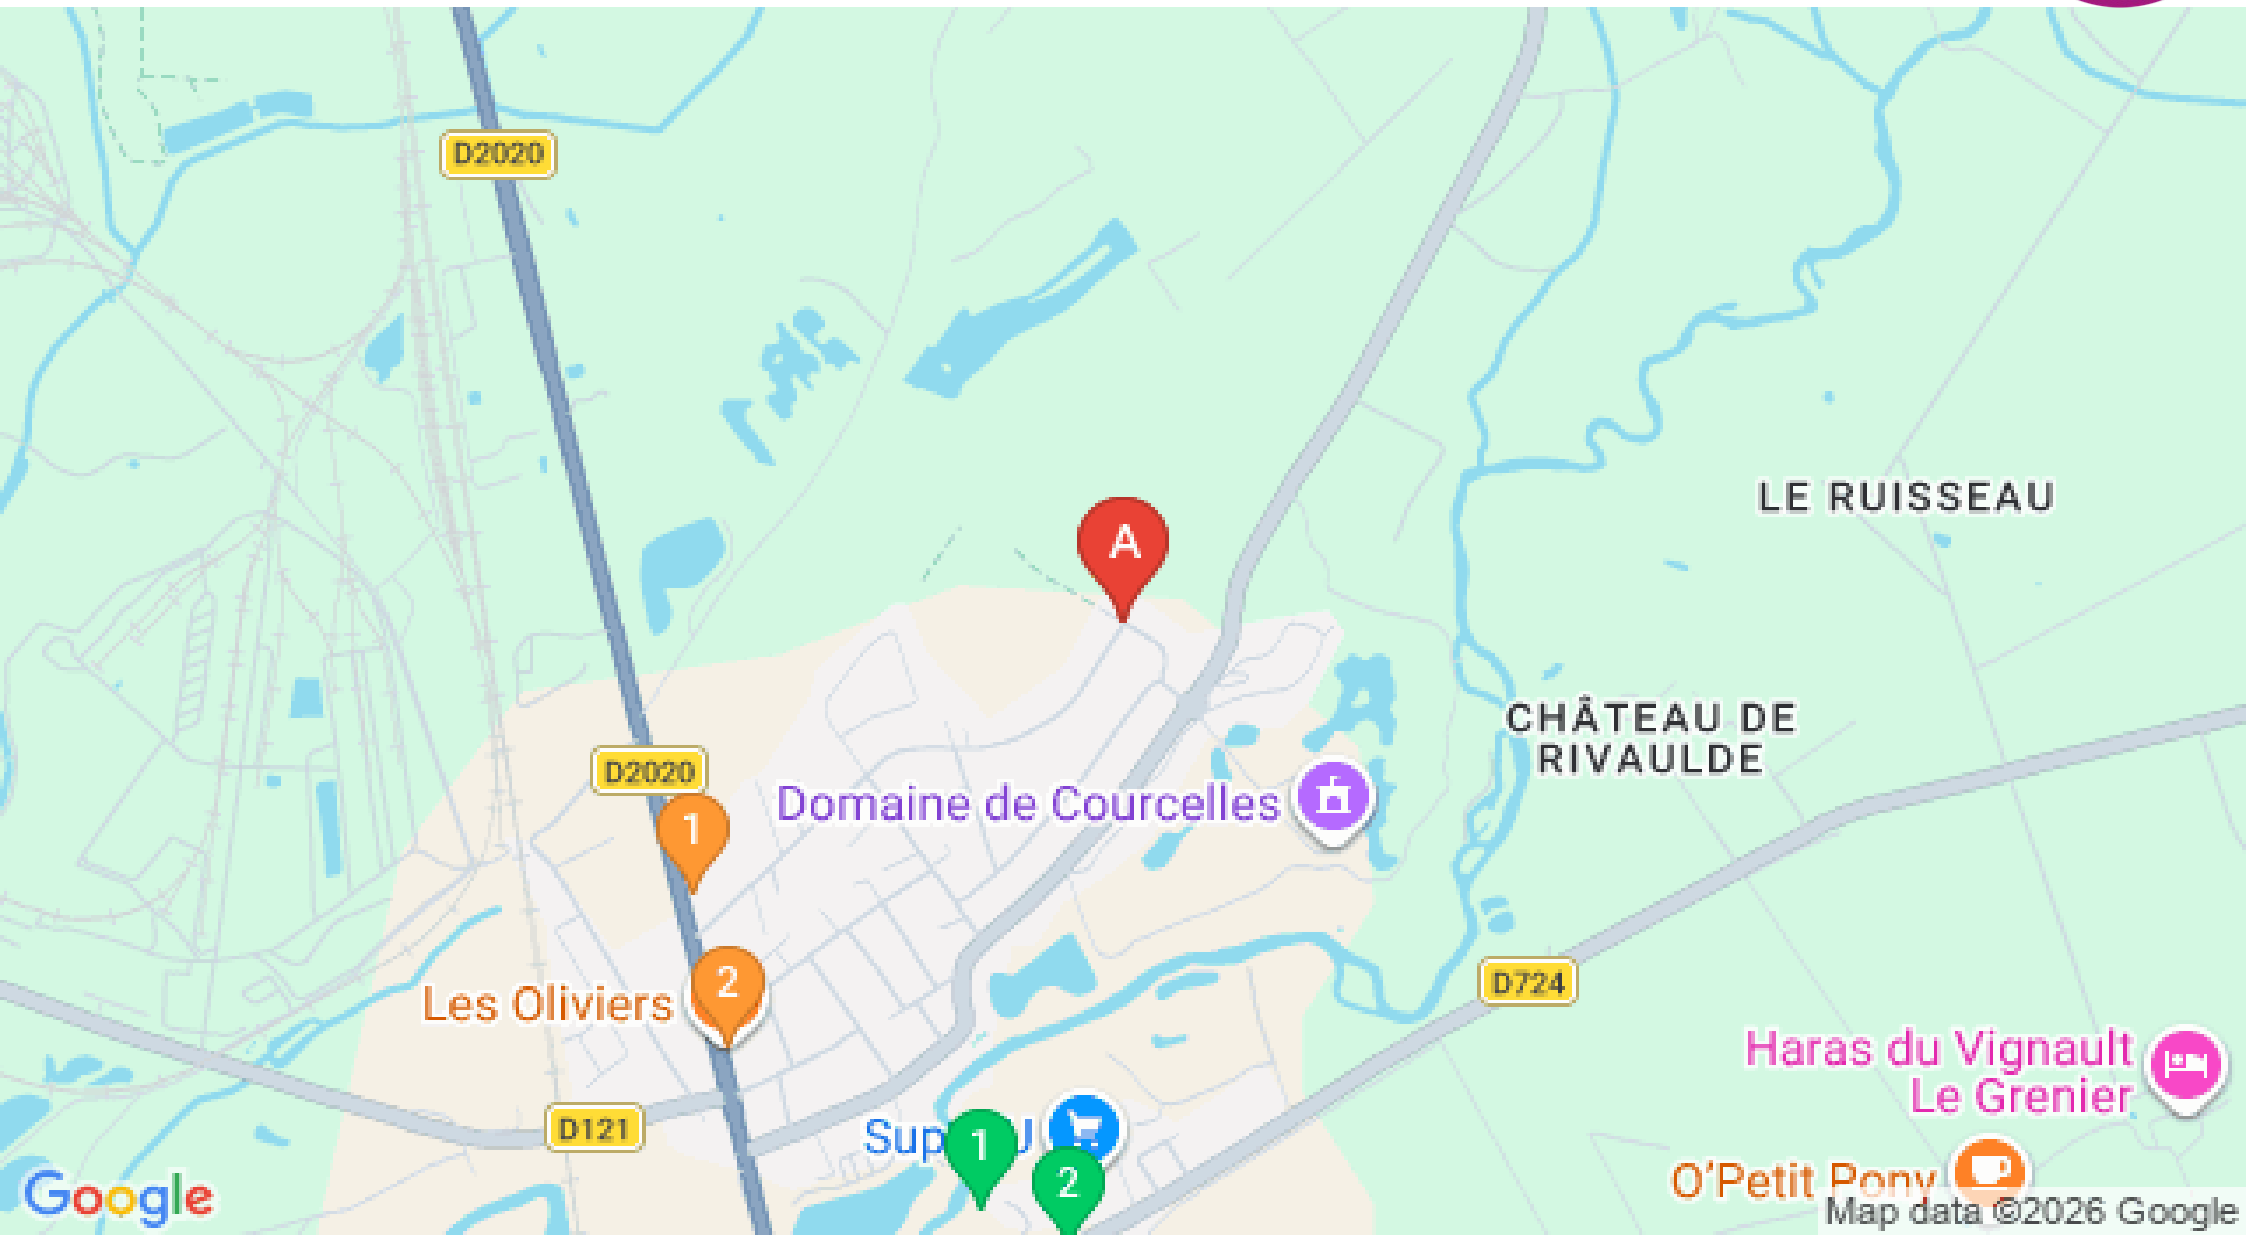 D2020
A
LE RUISSEAU
CHÂTEAU DE
RIVAULDE
D2020
1
Domaine de Courcelles
2
Les Oliviers
D724
Haras du Vignault
Le Grenier
D121
1
2
O'Petit Pony
Google
Map data ©2026 Google